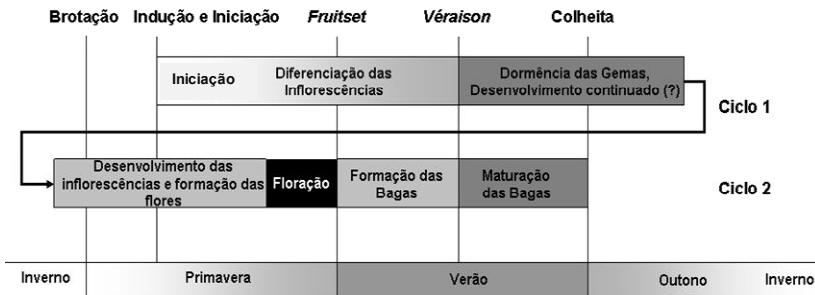 Brotação Indução e Iniciação Fruitset Véraison Colheita
Iniciação
Diferenciação das
Inflorescências
Dormência das Gemas,
Desenvolvimento continuado (?)
Ciclo 1
Desenvolvimento das
inflorescências e formação das
flores
Floração
Formação das
Bagas
Maturação
das Bagas
Ciclo 2
Inverno Primavera Verão Outono Inverno